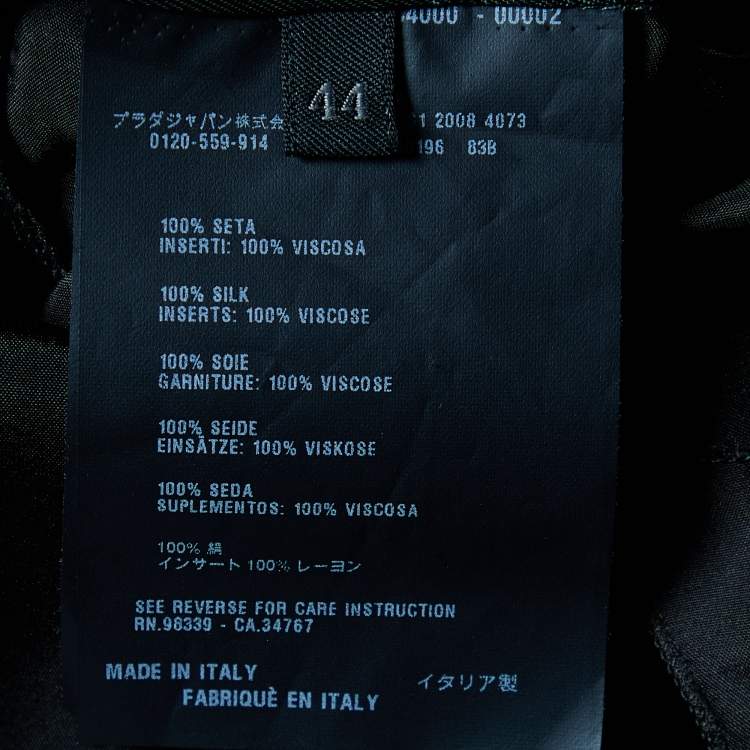 4000 - 00002
44
プラダジャパン株式会 1 2008 4073
0120-559-914 196 83B
100% SETA
INSERTI: 100% VISCOSA
100% SILK
INSERTS: 100% VISCOSE
100% SOIE
GARNITURE: 100% VISCOSE
100% SEIDE
EINSÄTZE: 100% VISKOSE
100% SEDA
SUPLEMENTOS: 100% VISCOSA
100% 絹
インサート 100% レーヨン
SEE REVERSE FOR CARE INSTRUCTION
RN.98339 - CA.34767
MADE IN ITALY イタリア製
FABRIQUÈ EN ITALY